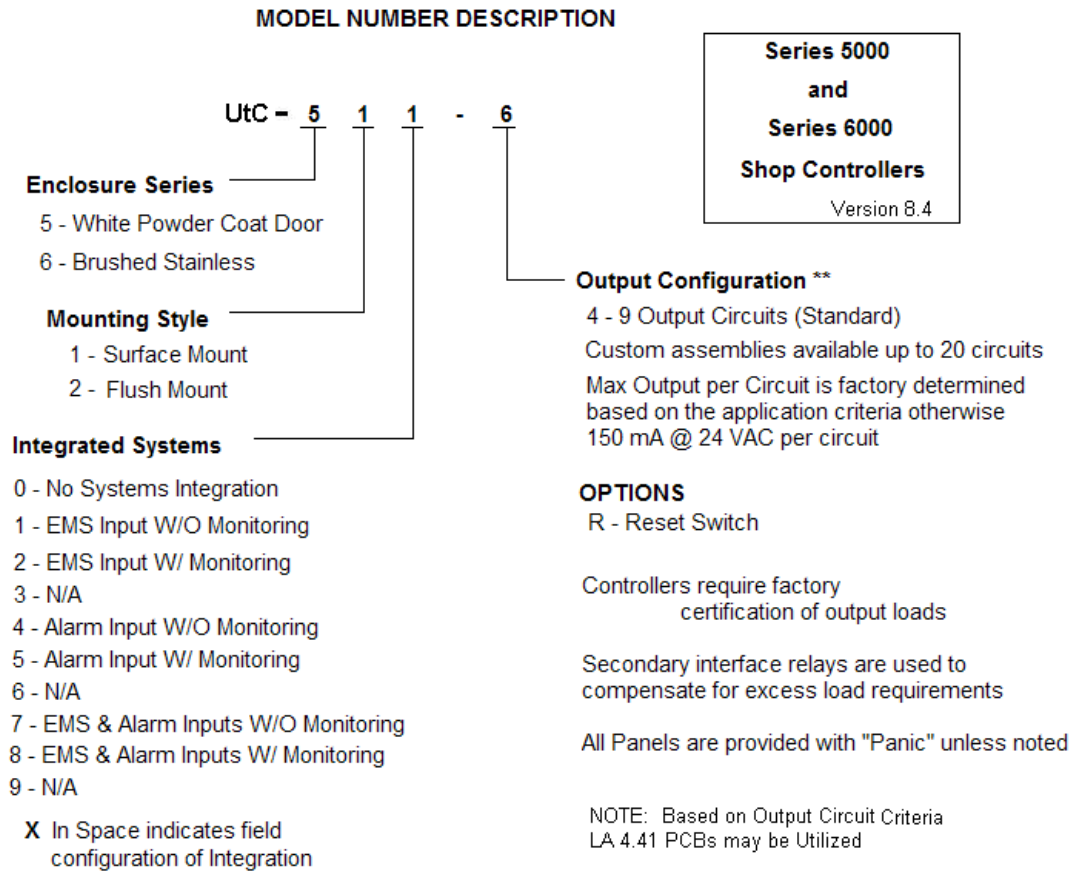 MODEL NUMBER DESCRIPTION
Series 5000
and
Series 6000
Shop Controllers
Version 8.4
UtC - 5 1 1 - 6
Enclosure Series
5 - White Powder Coat Door
6 - Brushed Stainless
Mounting Style
1 - Surface Mount
2 - Flush Mount
Integrated Systems
0 - No Systems Integration
1 - EMS Input W/O Monitoring
2 - EMS Input W/ Monitoring
3 - N/A
4 - Alarm Input W/O Monitoring
5 - Alarm Input W/ Monitoring
6 - N/A
7 - EMS & Alarm Inputs W/O Monitoring
8 - EMS & Alarm Inputs W/ Monitoring
9 - N/A
X In Space indicates field
configuration of Integration
Output Configuration **
4 - 9 Output Circuits (Standard)
Custom assemblies available up to 20 circuits
Max Output per Circuit is factory determined
based on the application criteria otherwise
150 mA @ 24 VAC per circuit
OPTIONS
R - Reset Switch
Controllers require factory
certification of output loads
Secondary interface relays are used to
compensate for excess load requirements
All Panels are provided with "Panic" unless noted
NOTE: Based on Output Circuit Criteria
LA 4.41 PCBs may be Utilized